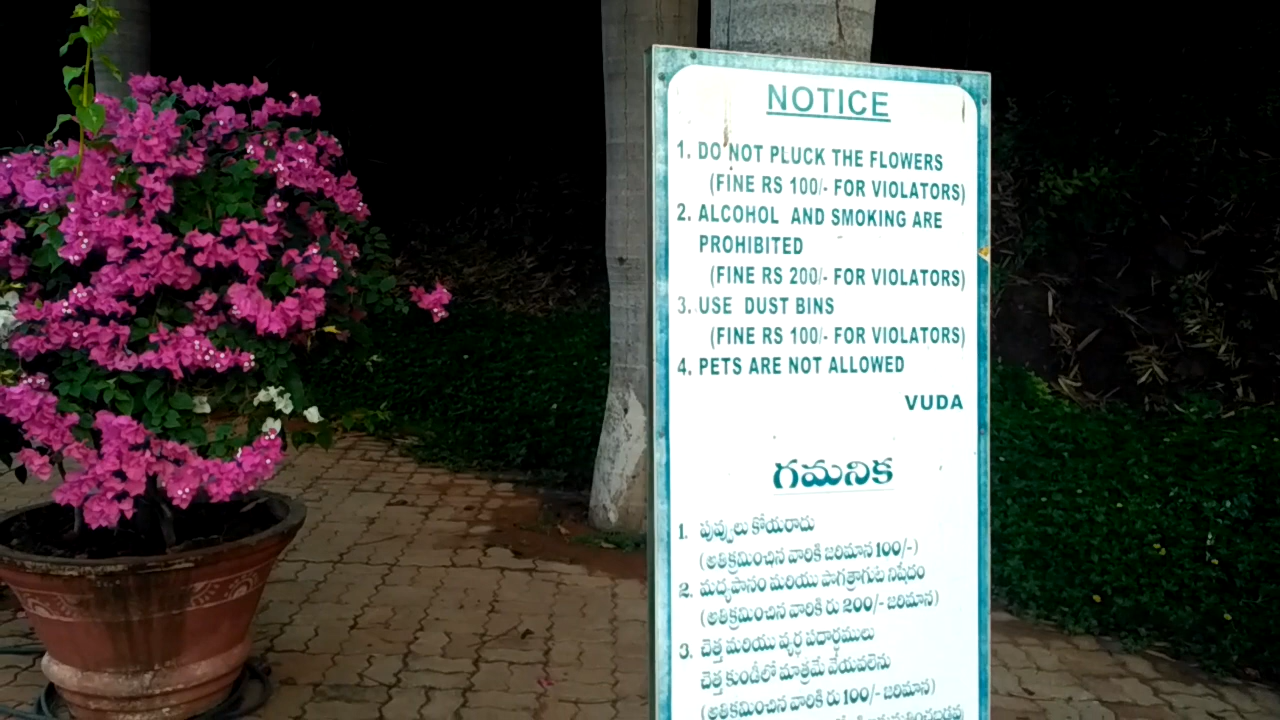 NOTICE
1. DO NOT PLUCK THE FLOWERS
(FINE RS 100/- FOR VIOLATORS)
2. ALCOHOL AND SMOKING ARE
PROHIBITED
(FINE RS 200/- FOR VIOLATORS)
3. USE DUST BINS
(FINE RS 100/- FOR VIOLATORS)
4. PETS ARE NOT ALLOWED
VUDA
గమనిక
1. పువ్వులు కోయరాదు
(అతిక్రమించిన వారికి జరిమాన 100/-)
2. మద్యపానం మరియు పొగత్రాగుట నిషేదం
(అతిక్రమించిన వారికి రు 200/- జరిమాన)
3. చెత్త మరియు వ్యర్థ పదార్థములు
చెత్త కుండీలో మాత్రమే వేయవలెను
(అతిక్రమించిన వారికి రు 100/- జరిమాన)